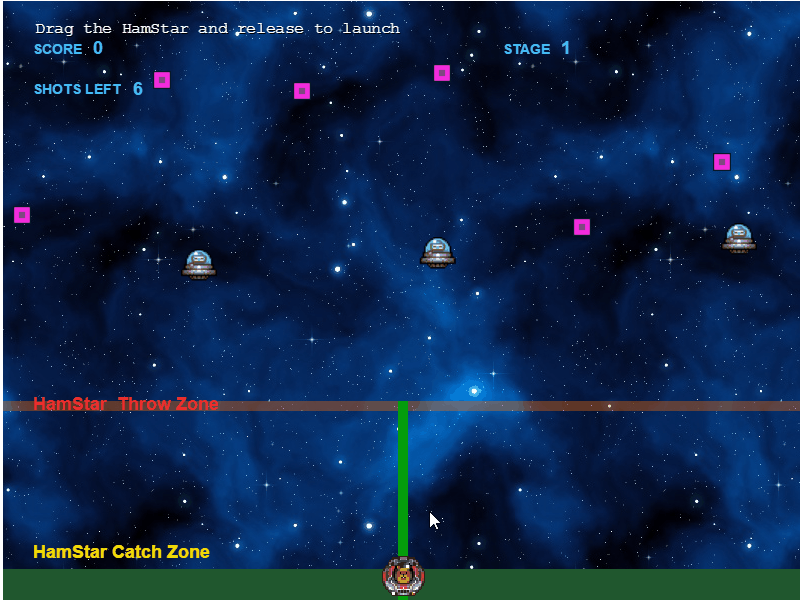 Drag the HamStar and release to launch
SCORE 0
STAGE 1
SHOTS LEFT 6
HamStar Throw Zone
HamStar Catch Zone